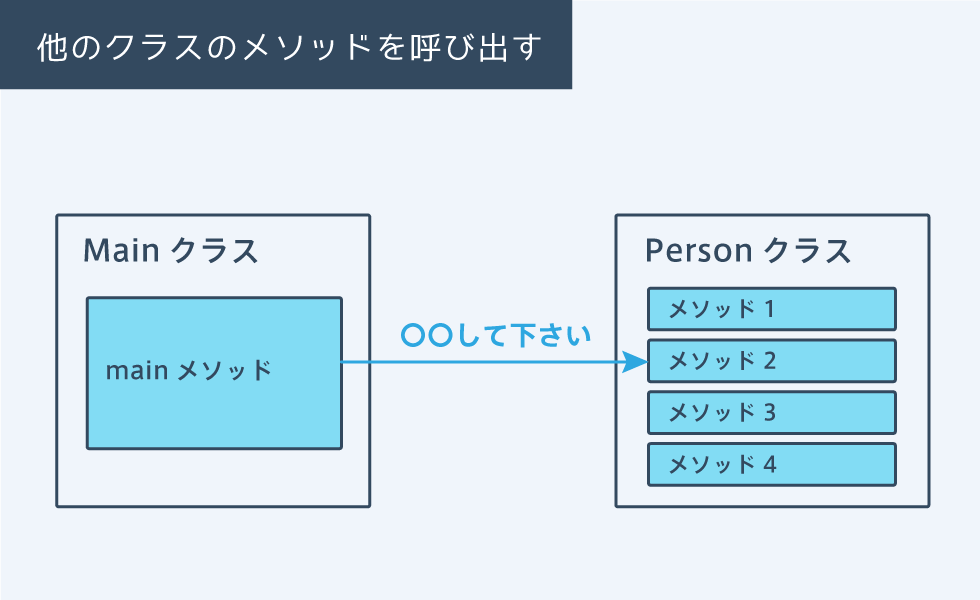 他のクラスのメソッドを呼び出す
Main クラス
main メソッド
〇〇して下さい
Person クラス
メソッド 1
メソッド 2
メソッド 3
メソッド 4